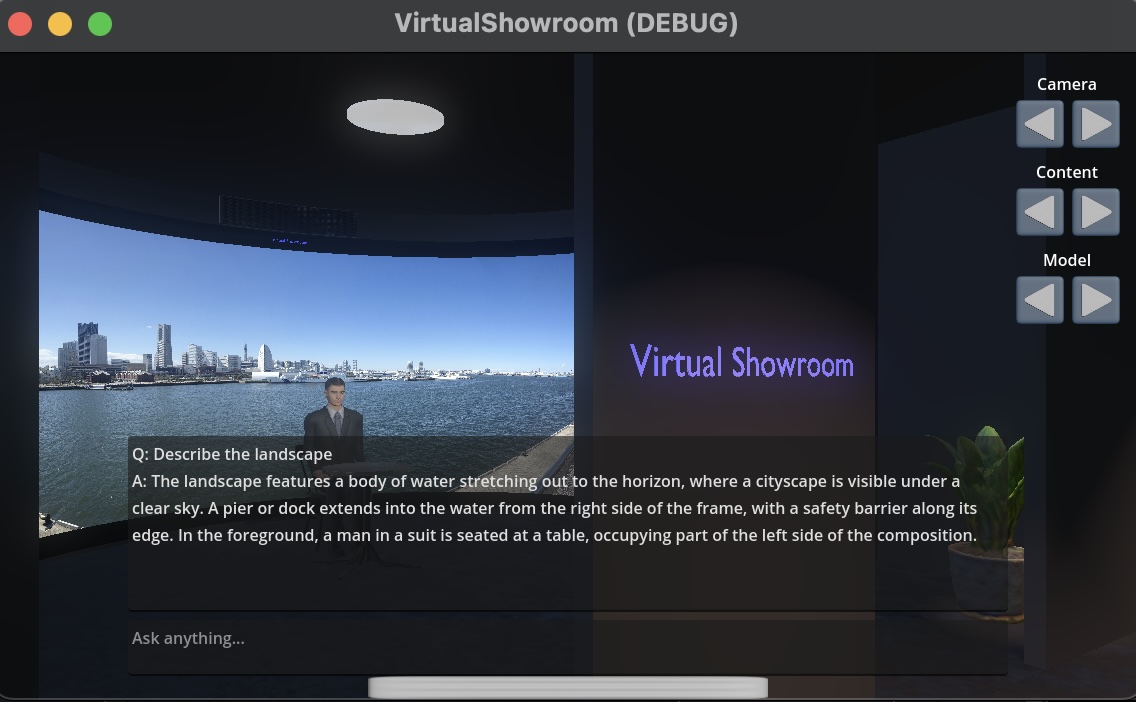 VirtualShowroom (DEBUG)
Camera
Content
Model
Virtual Showroom
Q: Describe the landscape
A: The landscape features a body of water stretching out to the horizon, where a cityscape is visible under a
clear sky. A pier or dock extends into the water from the right side of the frame, with a safety barrier along its
edge. In the foreground, a man in a suit is seated at a table, occupying part of the left side of the composition.
Ask anything...